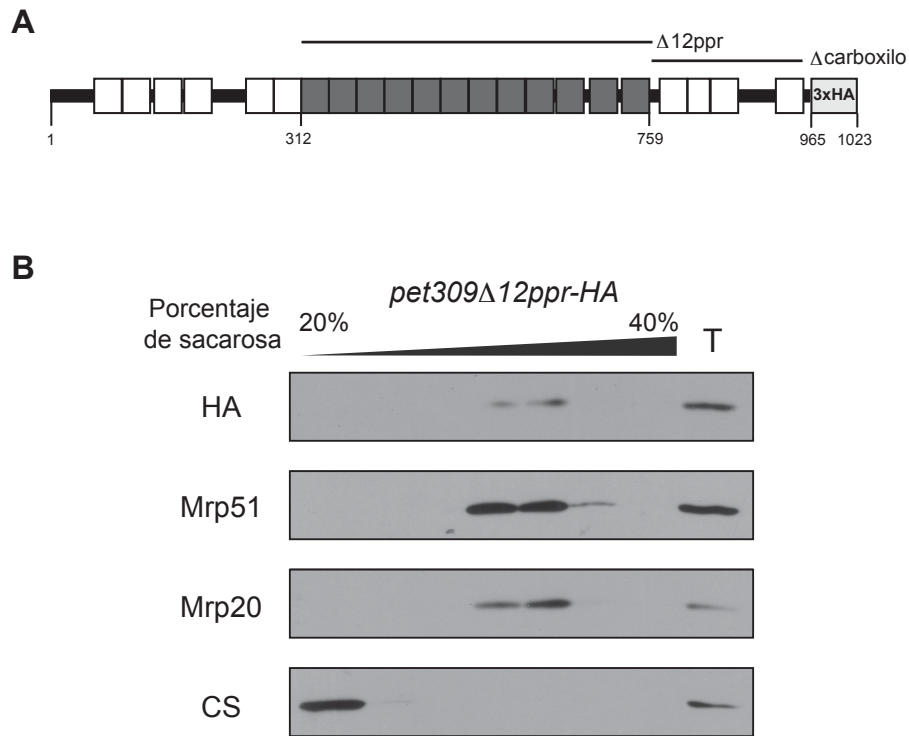 A
Δ12ppr
Δcarboxilo
3xHA
1
312
759
965
1023
B
Porcentaje
de sacarosa
pet309Δ12ppr-HA
20%
40%
T
HA
Mrp51
Mrp20
CS